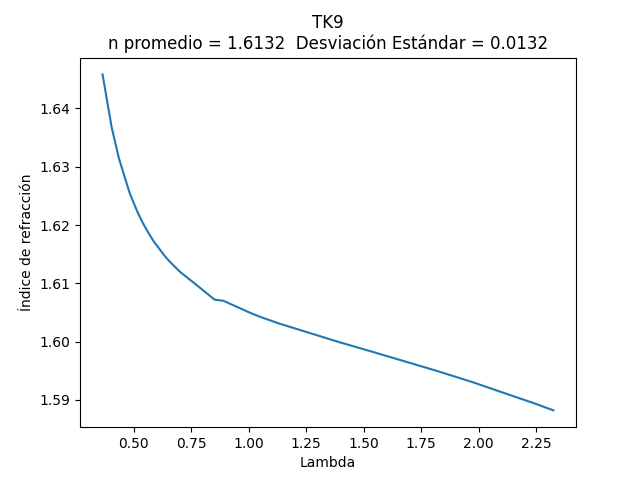 TK9
n promedio = 1.6132  Desviación Estándar = 0.0132
Índice de refracción
1.64
1.63
1.62
1.61
1.60
1.59
0.50 0.75 1.00 1.25 1.50 1.75 2.00 2.25
Lambda